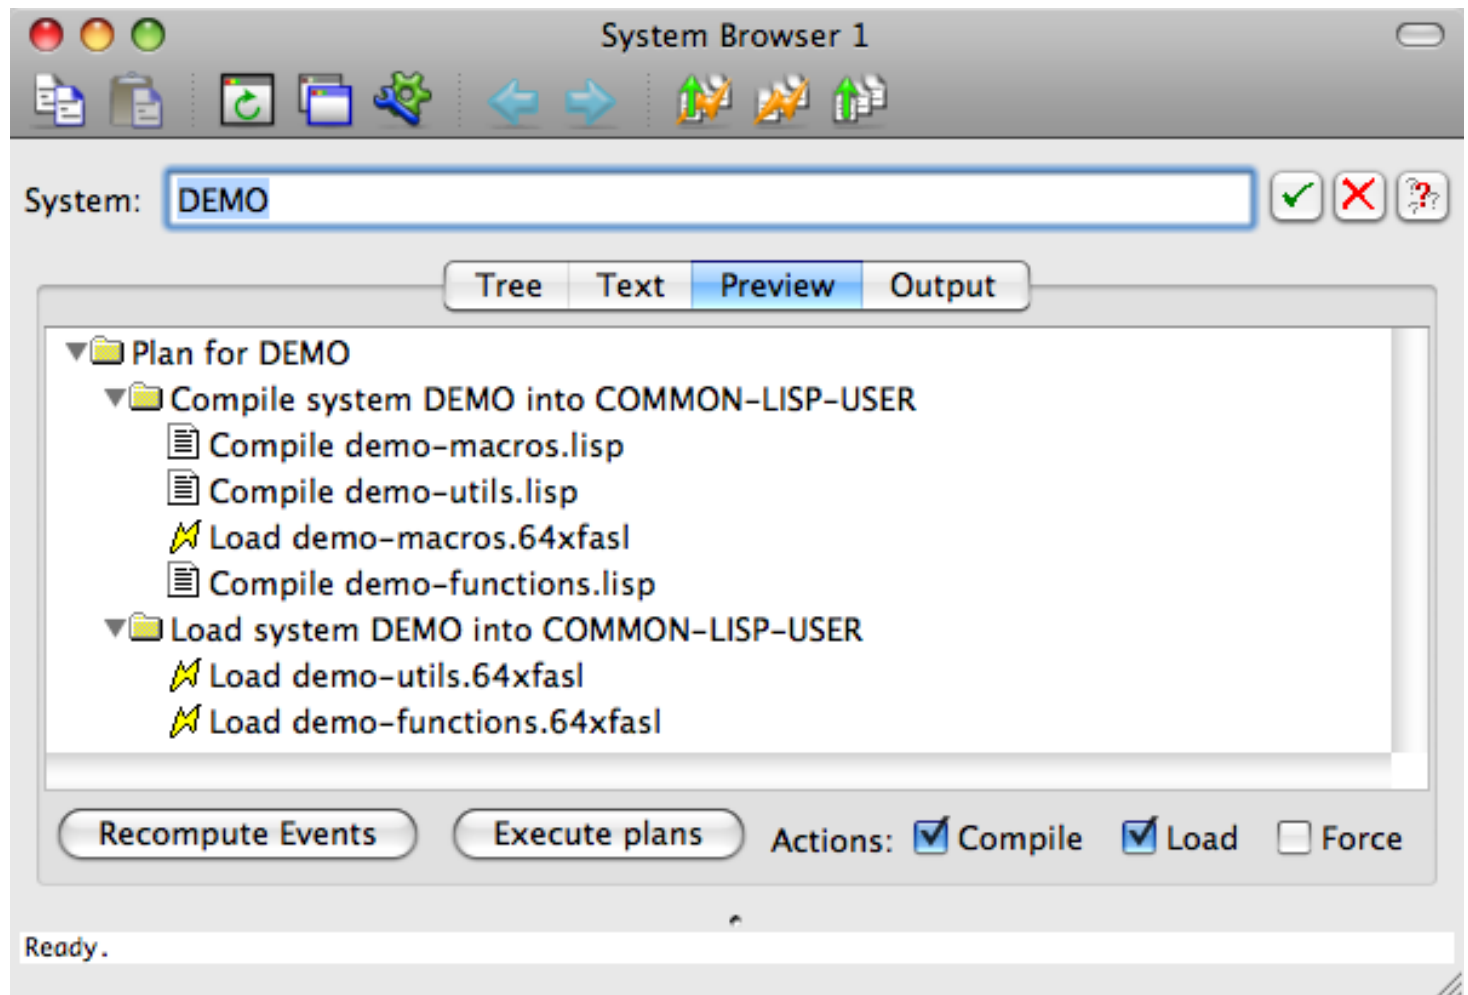 System Browser 1
System: DEMO
Tree Text Preview Output
Plan for DEMO
Compile system DEMO into COMMON-LISP-USER
Compile demo-macros.lisp
Compile demo-utils.lisp
Load demo-macros.64xfasl
Compile demo-functions.lisp
Load system DEMO into COMMON-LISP-USER
Load demo-utils.64xfasl
Load demo-functions.64xfasl
Recompute Events Execute plans Actions: Compile Load Force
Ready.